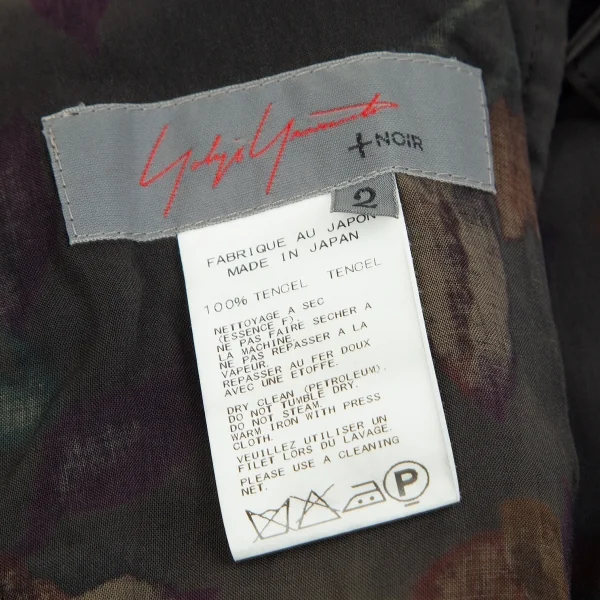 Yohji Yamamoto
+NOIR
2
FABRIQUE AU JAPON
MADE IN JAPAN
100% TENCEL TENCEL
NETTOYAGE A SEC
(ESSENCE F).
NE PAS FAIRE SECHER A
LA MACHINE.
NE PAS REPASSER A LA
VAPEUR.
REPASSER AU FER DOUX
AVEC UNE ETOFFE.
DRY CLEAN (PETROLEUM).
DO NOT TUMBLE DRY.
DO NOT STEAM.
WARM IRON WITH PRESS
CLOTH.
VEUILLEZ UTILISER UN
FILET LORS DU LAVAGE.
PLEASE USE A CLEANING
NET.
P